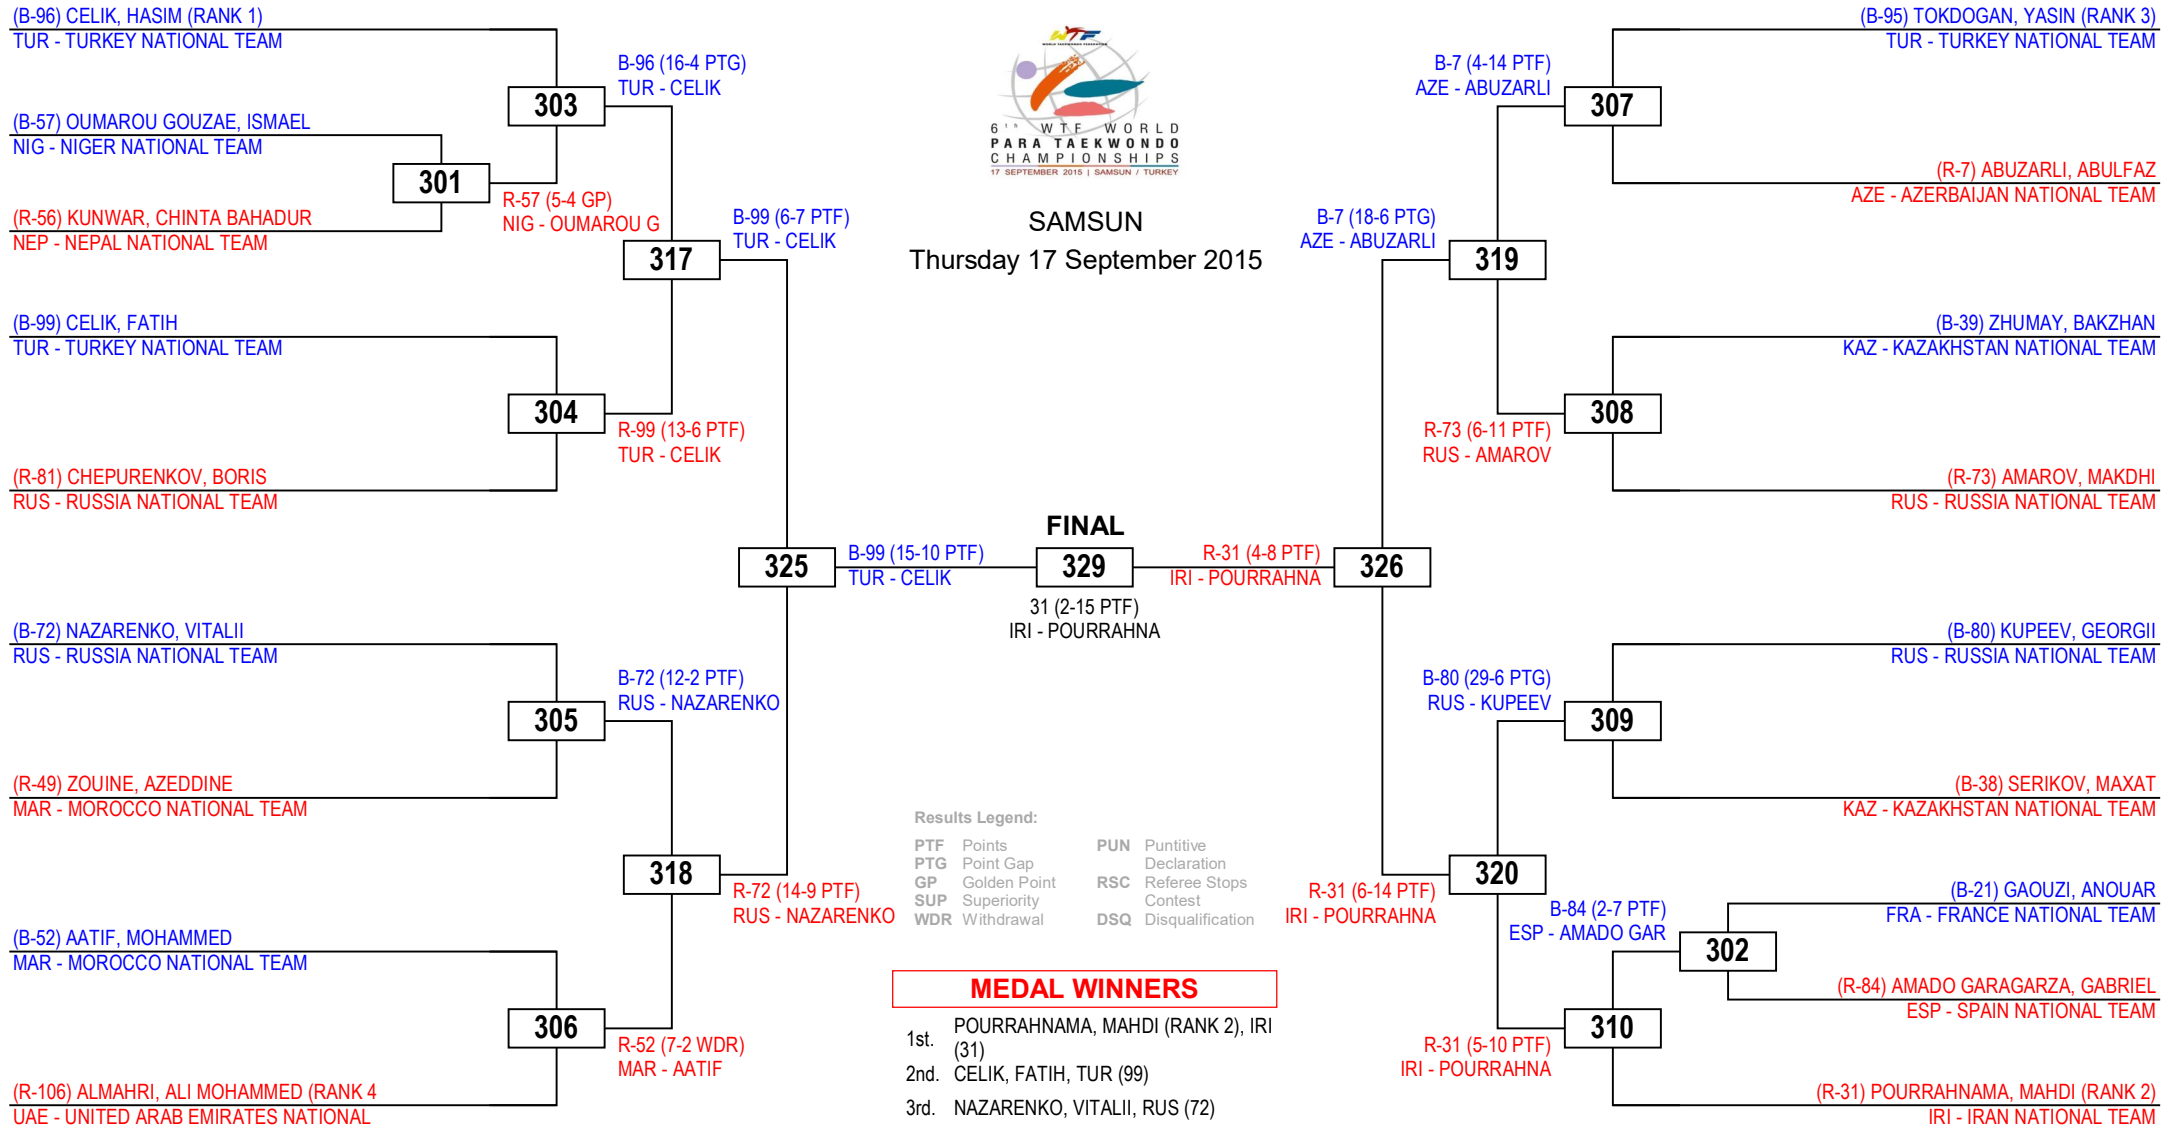 (B-96) CELIK, HASIM (RANK 1)
TUR - TURKEY NATIONAL TEAM
(B-57) OUMAROU GOUZAE, ISMAEL
NIG - NIGER NATIONAL TEAM
(R-56) KUNWAR, CHINTA BAHADUR
NEP - NEPAL NATIONAL TEAM
(B-99) CELIK, FATIH
TUR - TURKEY NATIONAL TEAM
(R-81) CHEPURENKOV, BORIS
RUS - RUSSIA NATIONAL TEAM
(B-72) NAZARENKO, VITALII
RUS - RUSSIA NATIONAL TEAM
(R-49) ZOUINE, AZEDDINE
MAR - MOROCCO NATIONAL TEAM
(B-52) AATIF, MOHAMMED
MAR - MOROCCO NATIONAL TEAM
(R-106) ALMAHRI, ALI MOHAMMED (RANK 4
UAE - UNITED ARAB EMIRATES NATIONAL
301
R-57 (5-4 GP)
NIG - OUMAROU G
303
B-96 (16-4 PTG)
TUR - CELIK
304
R-99 (13-6 PTF)
TUR - CELIK
305
B-72 (12-2 PTF)
RUS - NAZARENKO
306
R-52 (7-2 WDR)
MAR - AATIF
317
B-99 (6-7 PTF)
TUR - CELIK
318
R-72 (14-9 PTF)
RUS - NAZARENKO
325
B-99 (15-10 PTF)
TUR - CELIK
WTF
WORLD TAEKWONDO FEDERATION
6th WTF WORLD
PARA TAEKWONDO
CHAMPIONSHIPS
17 SEPTEMBER 2015 | SAMSUN / TURKEY
SAMSUN
Thursday 17 September 2015
FINAL
329
31 (2-15 PTF)
IRI - POURRAHNA
Results Legend:
PTF Points
PTG Point Gap
GP Golden Point
SUP Superiority
WDR Withdrawal
PUN Puntitive
Declaration
RSC Referee Stops
Contest
DSQ Disqualification
MEDAL WINNERS
1st. POURRAHNAMA, MAHDI (RANK 2), IRI
(31)
2nd. CELIK, FATIH, TUR (99)
3rd. NAZARENKO, VITALII, RUS (72)
R-31 (4-8 PTF)
IRI - POURRAHNA
326
B-7 (18-6 PTG)
AZE - ABUZARLI
319
R-31 (6-14 PTF)
IRI - POURRAHNA
320
B-7 (4-14 PTF)
AZE - ABUZARLI
307
R-73 (6-11 PTF)
RUS - AMAROV
308
B-80 (29-6 PTG)
RUS - KUPEEV
309
R-31 (5-10 PTF)
IRI - POURRAHNA
310
B-84 (2-7 PTF)
ESP - AMADO GAR
302
(B-95) TOKDOGAN, YASIN (RANK 3)
TUR - TURKEY NATIONAL TEAM
(R-7) ABUZARLI, ABULFAZ
AZE - AZERBAIJAN NATIONAL TEAM
(B-39) ZHUMAY, BAKZHAN
KAZ - KAZAKHSTAN NATIONAL TEAM
(R-73) AMAROV, MAKDHI
RUS - RUSSIA NATIONAL TEAM
(B-80) KUPEEV, GEORGII
RUS - RUSSIA NATIONAL TEAM
(B-38) SERIKOV, MAXAT
KAZ - KAZAKHSTAN NATIONAL TEAM
(B-21) GAOUZI, ANOUAR
FRA - FRANCE NATIONAL TEAM
(R-84) AMADO GARAGARZA, GABRIEL
ESP - SPAIN NATIONAL TEAM
(R-31) POURRAHNAMA, MAHDI (RANK 2)
IRI - IRAN NATIONAL TEAM